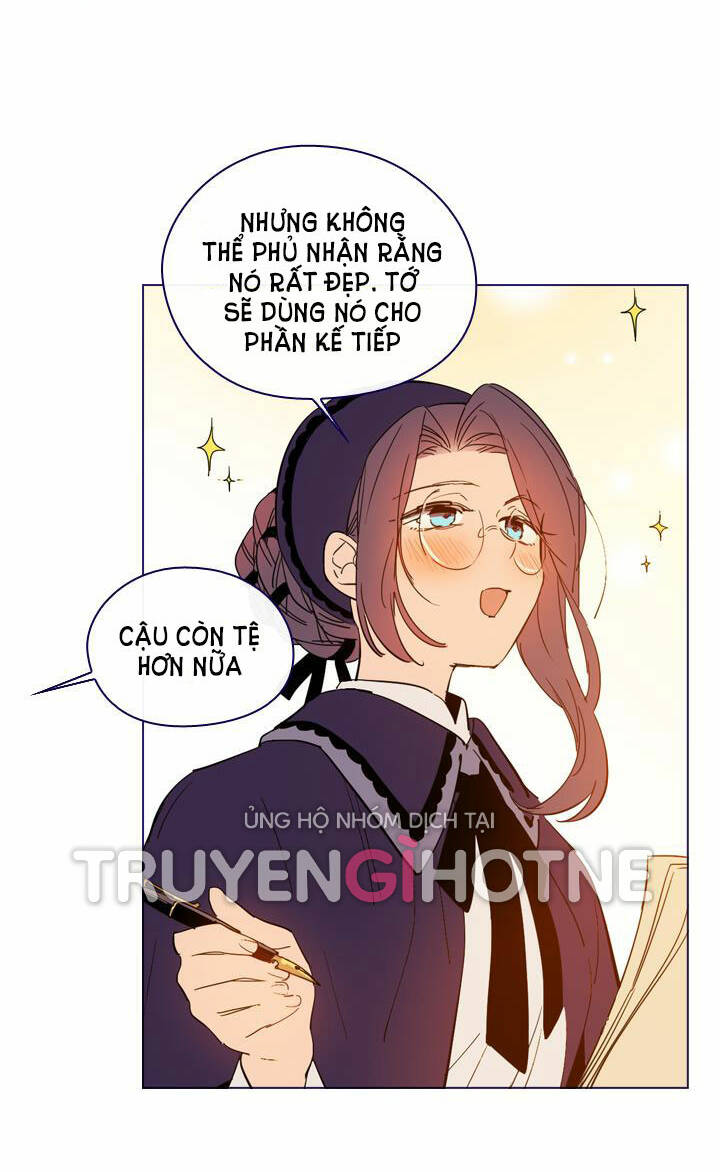 NHƯNG KHÔNG
THỂ PHỦ NHẬN RẰNG
NÓ RẤT ĐẸP. TỚ
SẼ DÙNG NÓ CHO
PHẦN KẾ TIẾP
CẬU CÒN TỆ
HƠN NỮA
ỦNG HỘ NHÓM DỊCH TẠI
TRUYENGIHOTNE